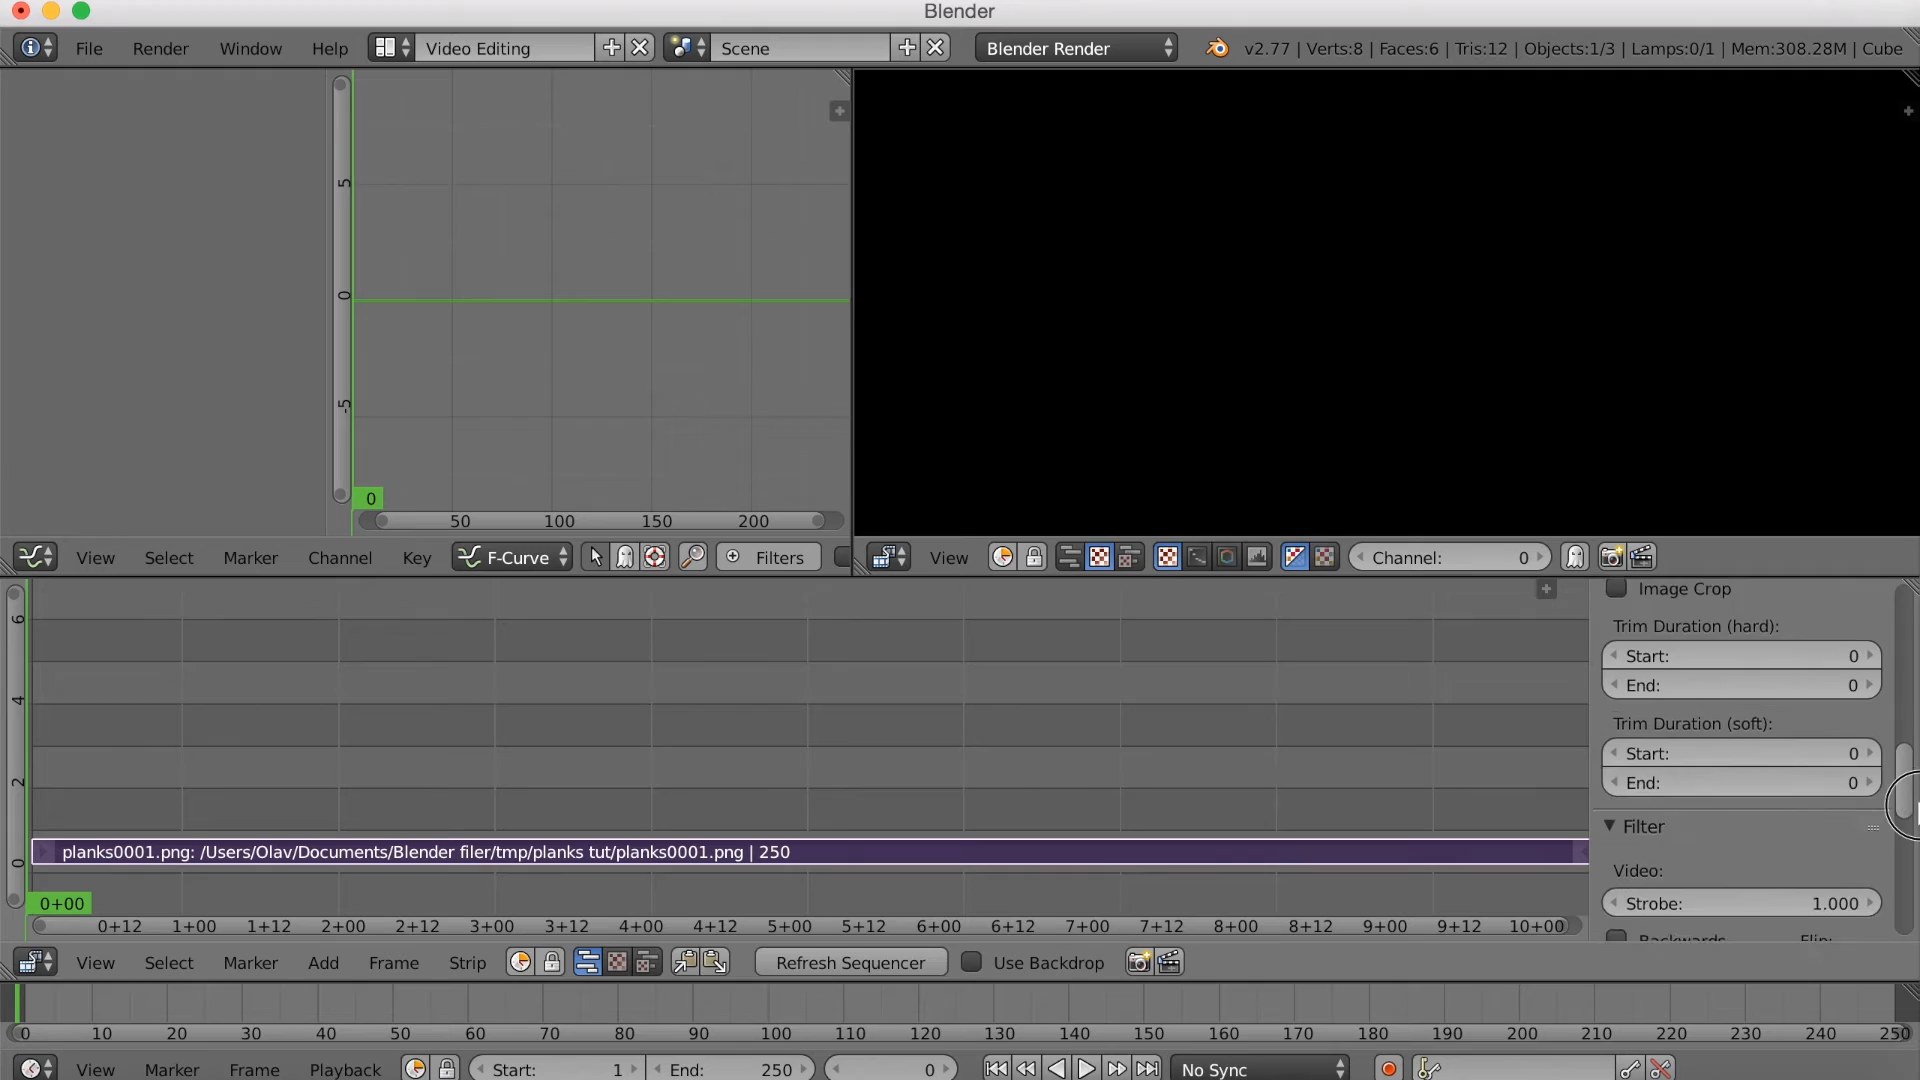 Blender
File Render Window Help Video Editing Scene Blender Render v2.77 | Verts:8 | Faces:6 | Tris:12 | Objects:1/3 | Lamps:0/1 | Mem:308.28M | Cube
5
0
-5
0
50 100 150 200
View Select Marker Channel Key F-Curve Filters
View Channel: 0
6
4
2
0
planks0001.png: /Users/Olav/Documents/Blender filer/tmp/planks tut/planks0001.png | 250
0+00
0+12 1+00 1+12 2+00 2+12 3+00 3+12 4+00 4+12 5+00 5+12 6+00 6+12 7+00 7+12 8+00 8+12 9+00 9+12 10+00
Image Crop
Trim Duration (hard):
Start: 0
End: 0
Trim Duration (soft):
Start: 0
End: 0
Filter
Video:
Strobe: 1.000
Backwards Flip:
View Select Marker Add Frame Strip Refresh Sequencer Use Backdrop
0 10 20 30 40 50 60 70 80 90 100 110 120 130 140 150 160 170 180 190 200 210 220 230 240 250
View Marker Frame Playback Start: 1 End: 250 0 No Sync